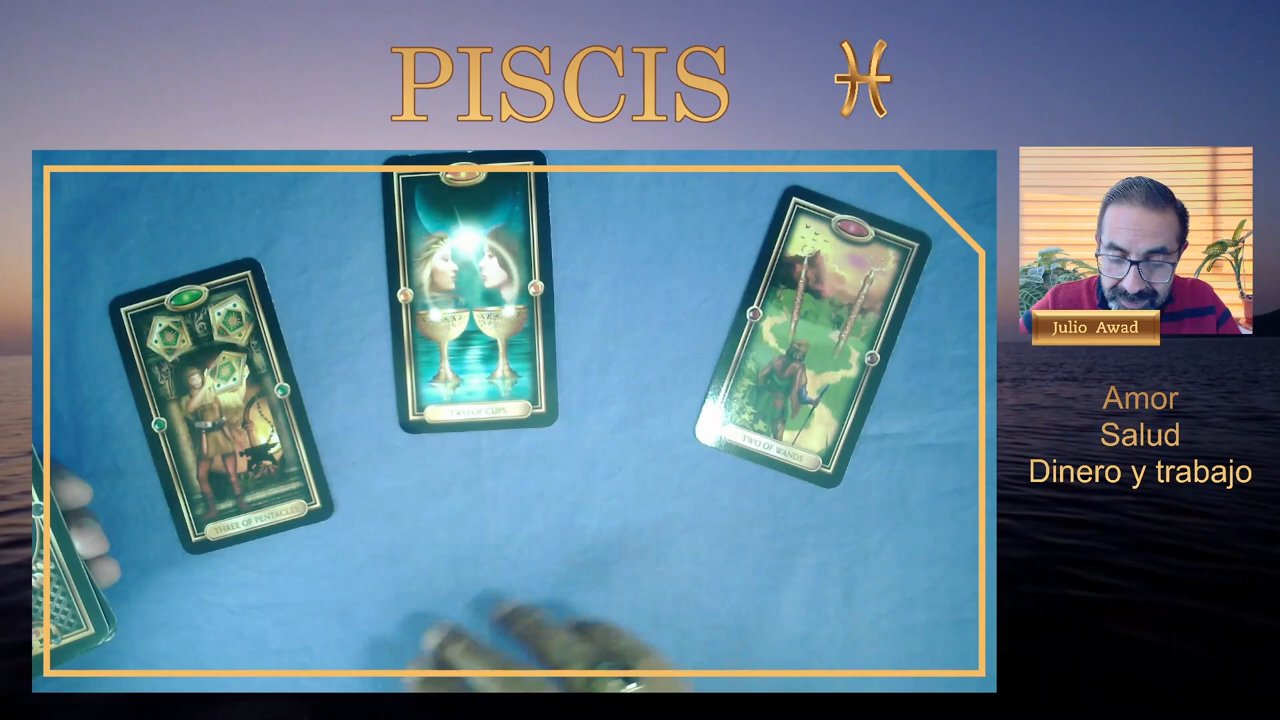 PISCIS
Julio Awad
Amor
Salud
Dinero y trabajo
THREE OF PENTACLES
TWO OF CUPS
TWO OF WANDS